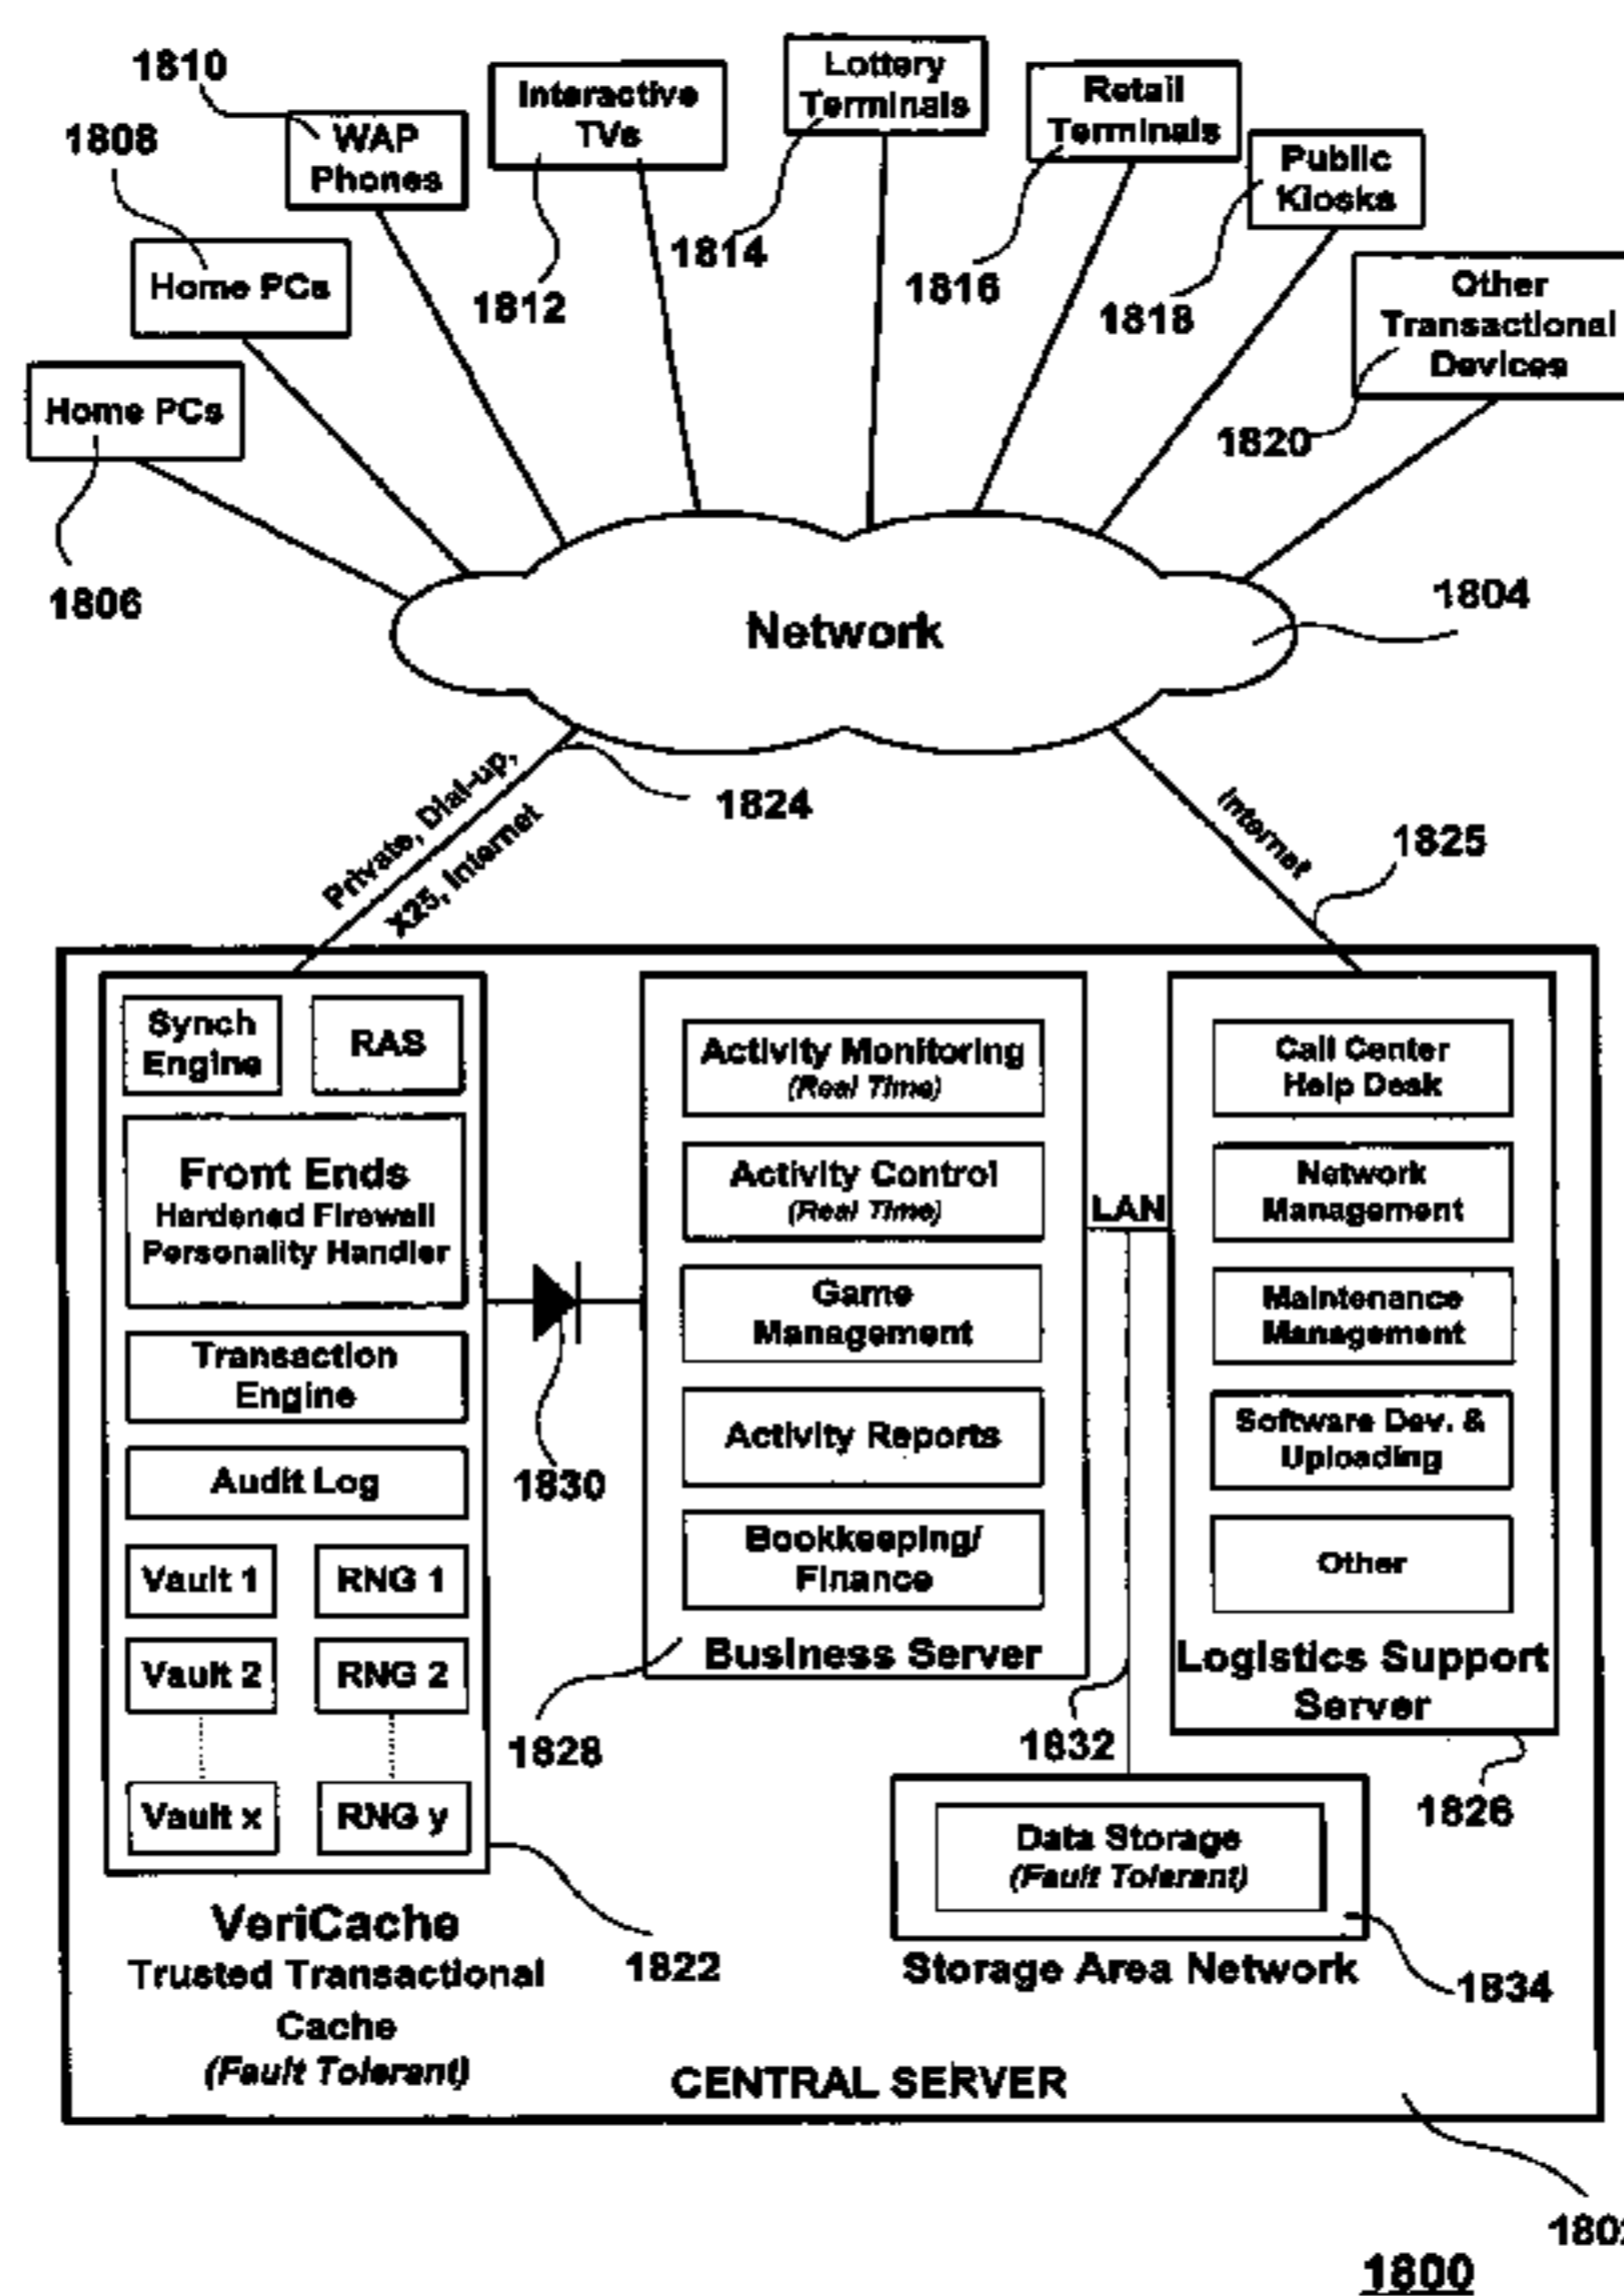 1810
WAP
Phones
1808
Home PCs
Home PCs
1806
Interactive
TVs
1812
Lottery
Terminals
1814
Retail
Terminals
1816
Public
Kiosks
1818
Other
Transactional
Devices
1820
Network
1804
Private, Dial-up,
X25, Internet
1824
Internet
1825
Synch
Engine
RAS
Front Ends
Hardened Firewall
Personality Handler
Transaction
Engine
Audit Log
Vault 1
RNG 1
Vault 2
RNG 2
Vault x
RNG y
VeriCache
Trusted Transactional
Cache
(Fault Tolerant)
1822
1830
Activity Monitoring
(Real Time)
Activity Control
(Real Time)
Game
Management
Activity Reports
Bookkeeping/
Finance
Business Server
1828
LAN
1832
Call Center
Help Desk
Network
Management
Maintenance
Management
Software Dev. &
Uploading
Other
Logistics Support
Server
1826
Data Storage
(Fault Tolerant)
Storage Area Network
1834
CENTRAL SERVER
1800